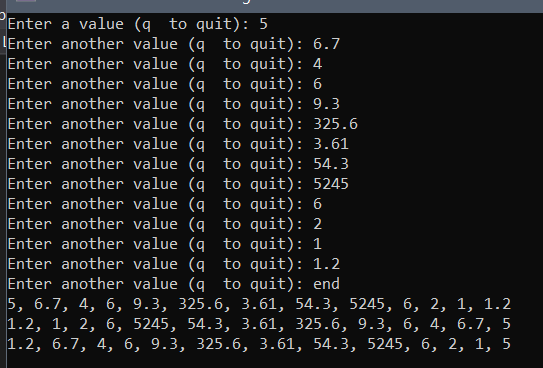 Enter a value (q  to quit): 5
Enter another value (q  to quit): 6.7
Enter another value (q  to quit): 4
Enter another value (q  to quit): 6
Enter another value (q  to quit): 9.3
Enter another value (q  to quit): 325.6
Enter another value (q  to quit): 3.61
Enter another value (q  to quit): 54.3
Enter another value (q  to quit): 5245
Enter another value (q  to quit): 6
Enter another value (q  to quit): 2
Enter another value (q  to quit): 1
Enter another value (q  to quit): 1.2
Enter another value (q  to quit): end
5, 6.7, 4, 6, 9.3, 325.6, 3.61, 54.3, 5245, 6, 2, 1, 1.2
1.2, 1, 2, 6, 5245, 54.3, 3.61, 325.6, 9.3, 6, 4, 6.7, 5
1.2, 6.7, 4, 6, 9.3, 325.6, 3.61, 54.3, 5245, 6, 2, 1, 5